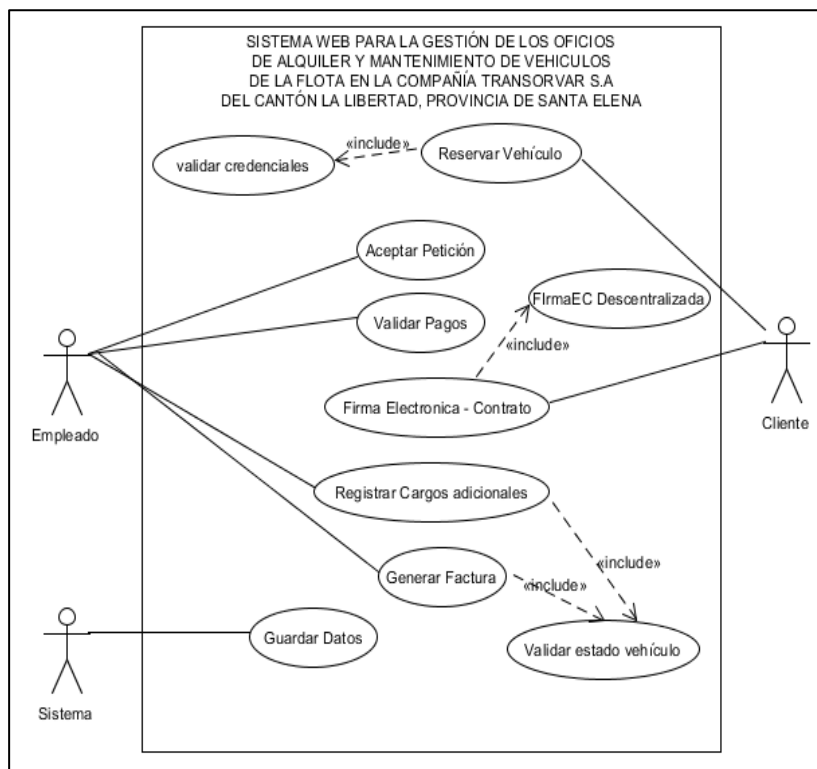 SISTEMA WEB PARA LA GESTIÓN DE LOS OFICIOS
DE ALQUILER Y MANTENIMIENTO DE VEHICULOS
DE LA FLOTA EN LA COMPAÑÍA TRANSORVAR S.A
DEL CANTÓN LA LIBERTAD, PROVINCIA DE SANTA ELENA
«include»
validar credenciales
Reservar Vehículo
Aceptar Petición
FIrmaEC Descentralizada
Validar Pagos
«include»
Firma Electronica - Contrato
Empleado
Cliente
Registrar Cargos adicionales
«include»
Generar Factura
«include»
Guardar Datos
Validar estado vehículo
Sistema